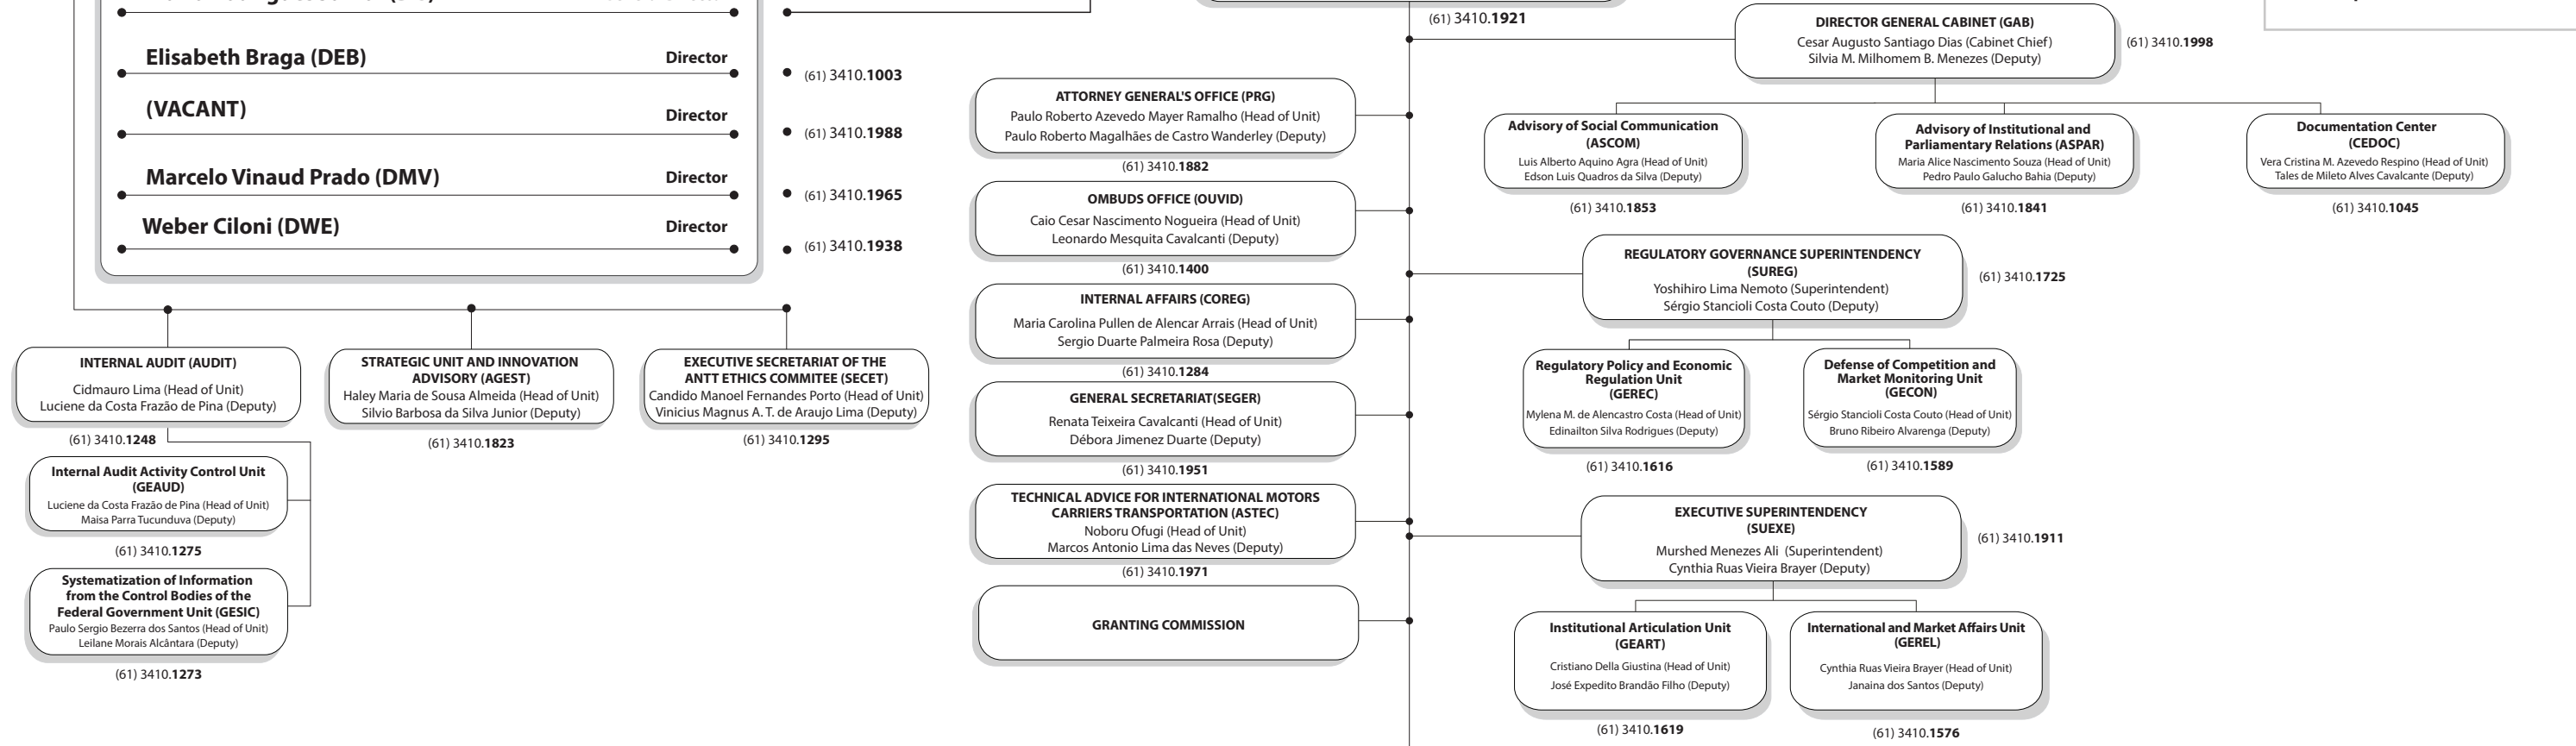 (61) 3410.1921
Elisabeth Braga (DEB) Director
(61) 3410.1003
(VACANT) Director
(61) 3410.1988
Marcelo Vinaud Prado (DMV) Director
(61) 3410.1965
Weber Ciloni (DWE) Director
(61) 3410.1938
INTERNAL AUDIT (AUDIT)
Cidmauro Lima (Head of Unit)
Luciene da Costa Frazão de Pina (Deputy)
(61) 3410.1248
Internal Audit Activity Control Unit
(GEAUD)
Luciene da Costa Frazão de Pina (Head of Unit)
Maisa Parra Tucunduva (Deputy)
(61) 3410.1275
Systematization of Information
from the Control Bodies of the
Federal Government Unit (GESIC)
Paulo Sergio Bezerra dos Santos (Head of Unit)
Leilane Morais Alcântara (Deputy)
(61) 3410.1273
STRATEGIC UNIT AND INNOVATION
ADVISORY (AGEST)
Haley Maria de Sousa Almeida (Head of Unit)
Silvio Barbosa da Silva Junior (Deputy)
(61) 3410.1823
EXECUTIVE SECRETARIAT OF THE
ANTT ETHICS COMMITEE (SECET)
Candido Manoel Fernandes Porto (Head of Unit)
Vinicius Magnus A. T. de Araujo Lima (Deputy)
(61) 3410.1295
ATTORNEY GENERAL'S OFFICE (PRG)
Paulo Roberto Azevedo Mayer Ramalho (Head of Unit)
Paulo Roberto Magalhães de Castro Wanderley (Deputy)
(61) 3410.1882
OMBUDS OFFICE (OUVID)
Caio Cesar Nascimento Nogueira (Head of Unit)
Leonardo Mesquita Cavalcanti (Deputy)
(61) 3410.1400
INTERNAL AFFAIRS (COREG)
Maria Carolina Pullen de Alencar Arrais (Head of Unit)
Sergio Duarte Palmeira Rosa (Deputy)
(61) 3410.1284
GENERAL SECRETARIAT(SEGER)
Renata Teixeira Cavalcanti (Head of Unit)
Débora Jimenez Duarte (Deputy)
(61) 3410.1951
TECHNICAL ADVICE FOR INTERNATIONAL MOTORS
CARRIERS TRANSPORTATION (ASTEC)
Noboru Ofugi (Head of Unit)
Marcos Antonio Lima das Neves (Deputy)
(61) 3410.1971
GRANTING COMMISSION
DIRECTOR GENERAL CABINET (GAB)
Cesar Augusto Santiago Dias (Cabinet Chief)
Silvia M. Milhomem B. Menezes (Deputy)
(61) 3410.1998
Advisory of Social Communication
(ASCOM)
Luis Alberto Aquino Agra (Head of Unit)
Edson Luis Quadros da Silva (Deputy)
(61) 3410.1853
Advisory of Institutional and
Parliamentary Relations (ASPAR)
Maria Alice Nascimento Souza (Head of Unit)
Pedro Paulo Galucho Bahia (Deputy)
(61) 3410.1841
Documentation Center
(CEDOC)
Vera Cristina M. Azevedo Respino (Head of Unit)
Tales de Mileto Alves Cavalcante (Deputy)
(61) 3410.1045
REGULATORY GOVERNANCE SUPERINTENDENCY
(SUREG)
Yoshihiro Lima Nemoto (Superintendent)
Sérgio Stancioli Costa Couto (Deputy)
(61) 3410.1725
Regulatory Policy and Economic
Regulation Unit
(GEREC)
Mylena M. de Alencastro Costa (Head of Unit)
Edinailton Silva Rodrigues (Deputy)
(61) 3410.1616
Defense of Competition and
Market Monitoring Unit
(GECON)
Sérgio Stancioli Costa Couto (Head of Unit)
Bruno Ribeiro Alvarenga (Deputy)
(61) 3410.1589
EXECUTIVE SUPERINTENDENCY
(SUEXE)
Murshed Menezes Ali (Superintendent)
Cynthia Ruas Vieira Brayer (Deputy)
(61) 3410.1911
Institutional Articulation Unit
(GEART)
Cristiano Della Giustina (Head of Unit)
José Expedito Brandão Filho (Deputy)
(61) 3410.1619
International and Market Affairs Unit
(GEREL)
Cynthia Ruas Vieira Brayer (Head of Unit)
Janaina dos Santos (Deputy)
(61) 3410.1576